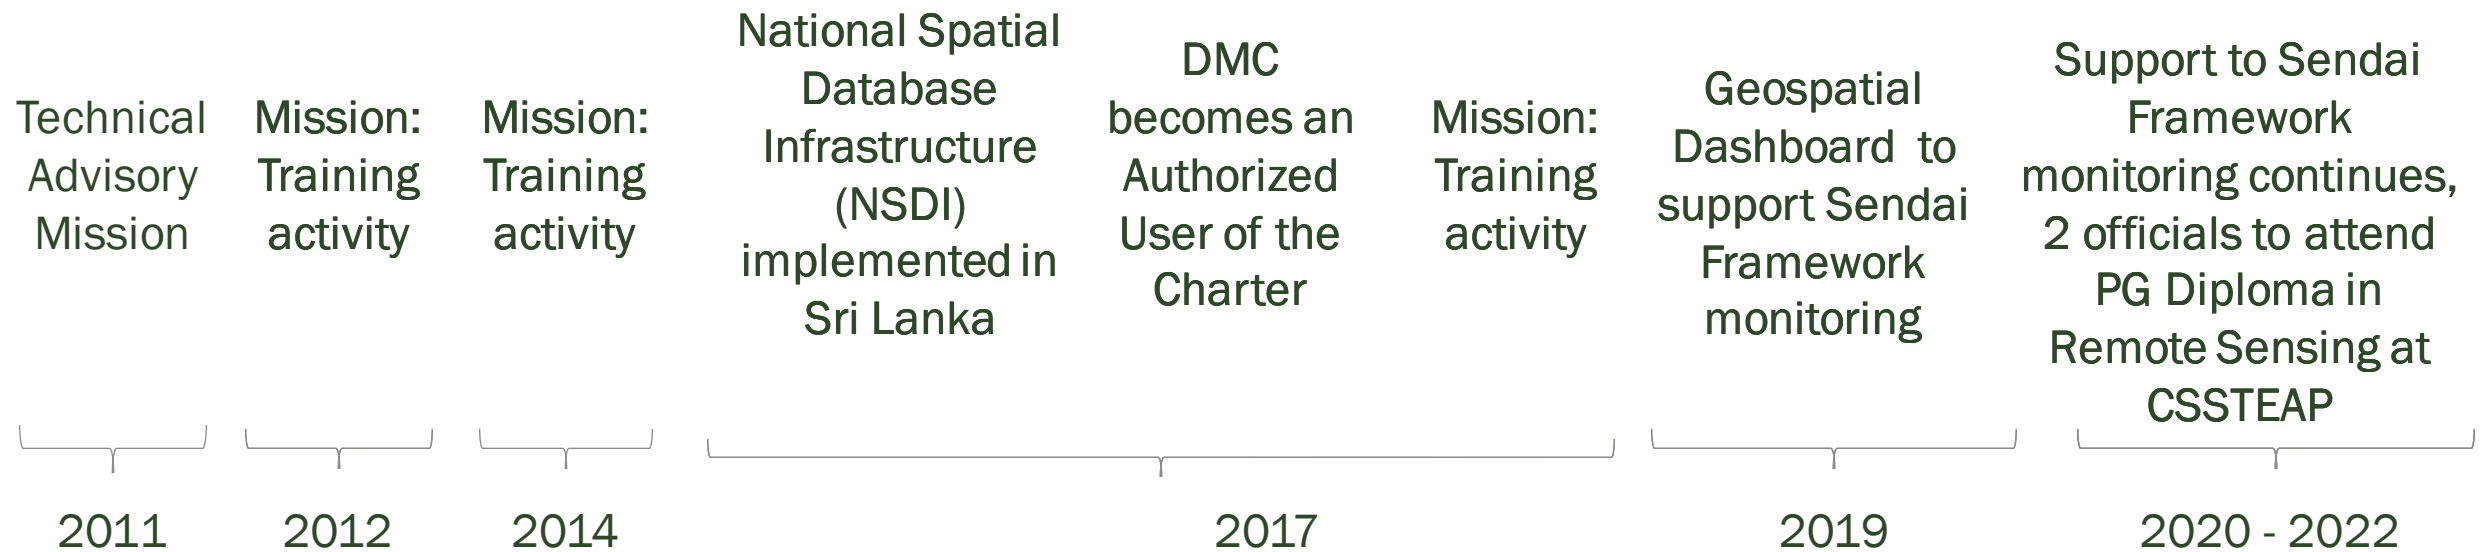 Technical
Advisory
Mission
Mission:
Training
activity
Mission:
Training
activity
National Spatial
Database
Infrastructure
(NSDI)
implemented in
Sri Lanka
DMC
becomes an
Authorized
User of the
Charter
Mission:
Training
activity
Geospatial
Dashboard to
support Sendai
Framework
monitoring
Support to Sendai
Framework
monitoring continues,
2 officials to attend
PG Diploma in
Remote Sensing at
CSSTEAP
2011
2012
2014
2017
2019
2020 - 2022